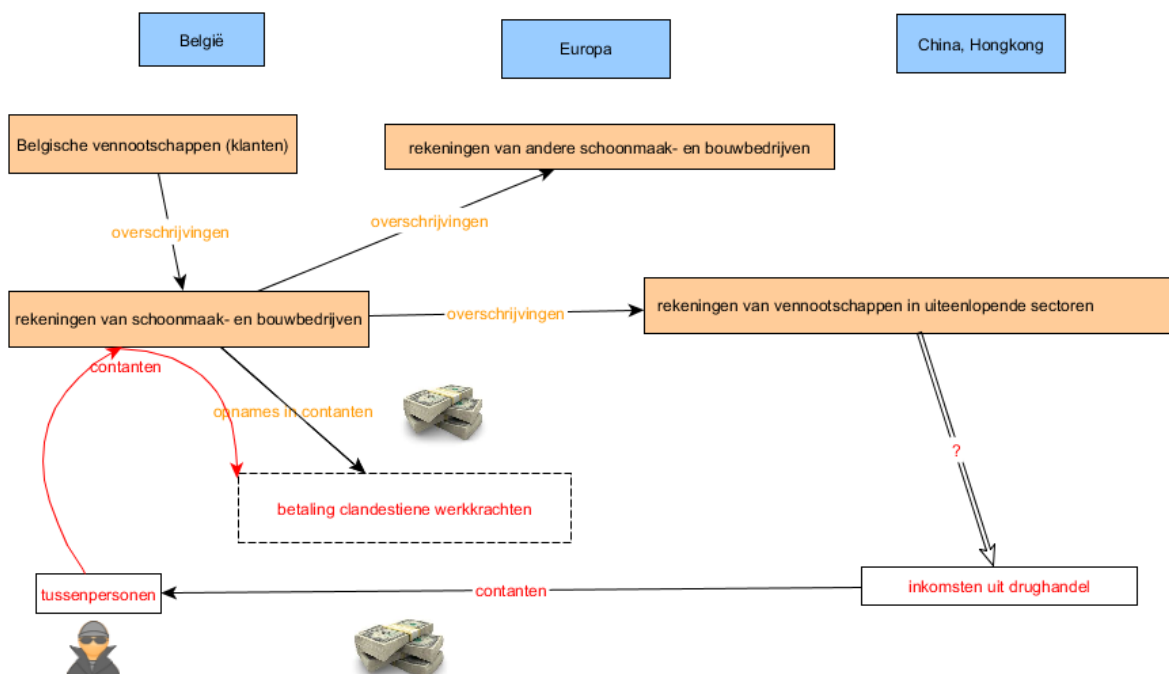 België
Europa
China, Hongkong
Belgische vennootschappen (klanten)
rekeningen van andere schoonmaak- en bouwbedrijven
overschrijvingen
overschrijvingen
rekeningen van schoonmaak- en bouwbedrijven
overschrijvingen
rekeningen van vennootschappen in uiteenlopende sectoren
contanten
opnames in contanten
?
betaling clandestiene werkkrachten
tussenpersonen
contanten
inkomsten uit drughandel